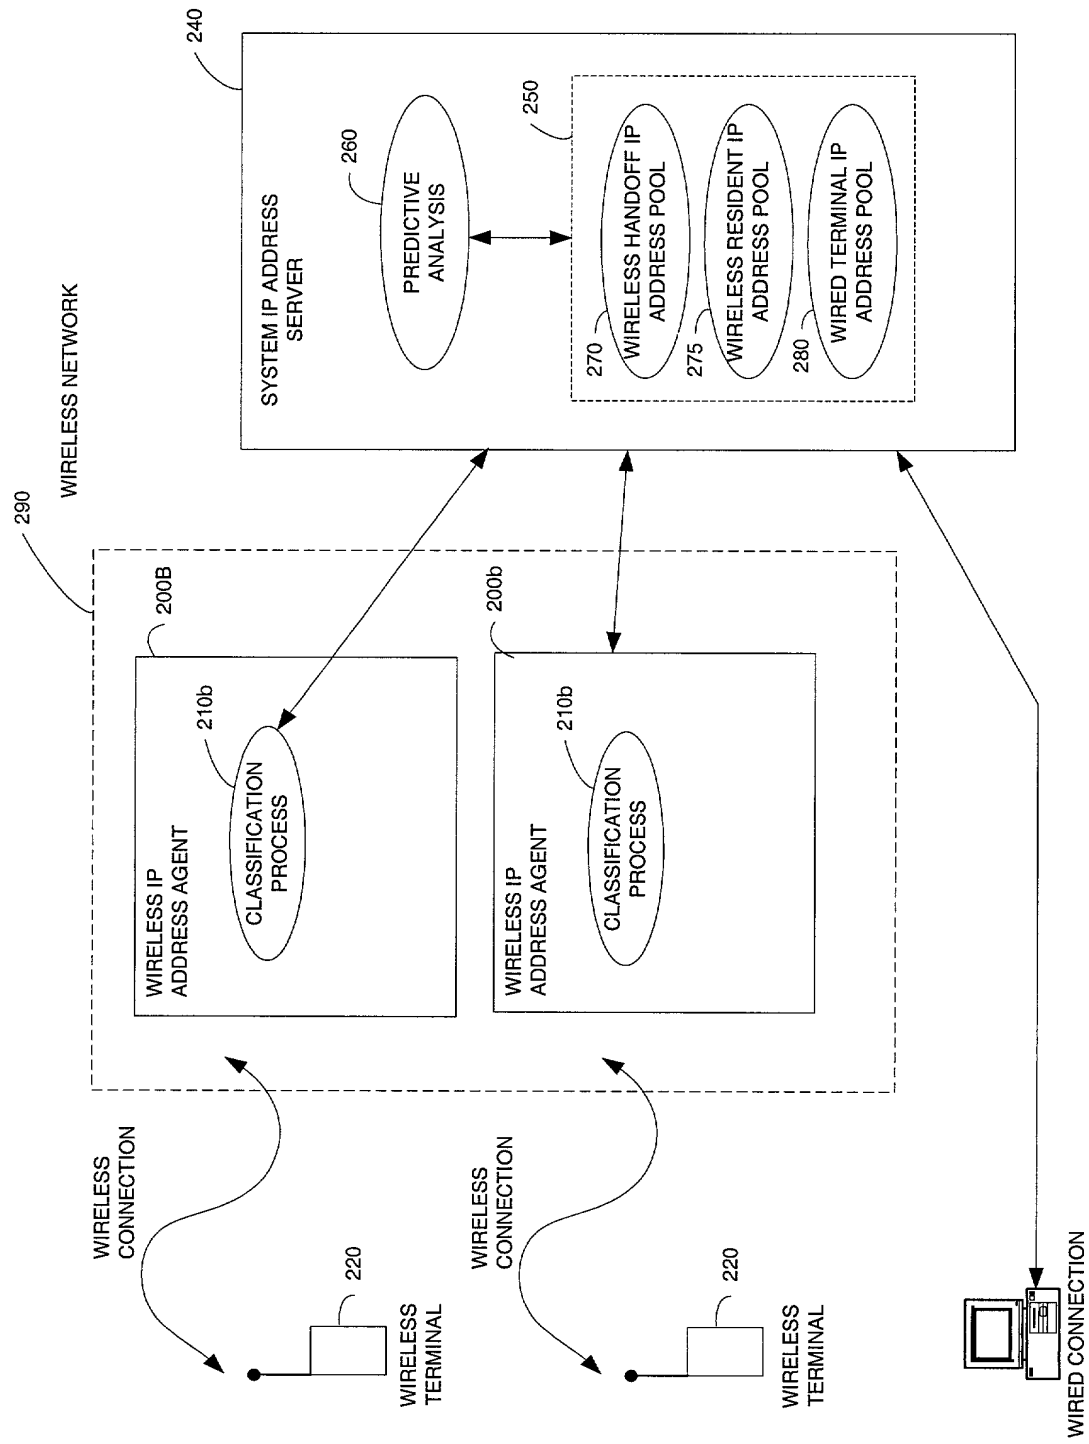 WIRELESS
CONNECTION
220
WIRELESS
TERMINAL
WIRELESS
CONNECTION
220
WIRELESS
TERMINAL
WIRED CONNECTION
290
WIRELESS NETWORK
200B
WIRELESS IP
ADDRESS AGENT
210b
CLASSIFICATION
PROCESS
200b
WIRELESS IP
ADDRESS AGENT
210b
CLASSIFICATION
PROCESS
240
SYSTEM IP ADDRESS
SERVER
260
PREDICTIVE
ANALYSIS
250
270
WIRELESS HANDOFF IP
ADDRESS POOL
275
WIRELESS RESIDENT IP
ADDRESS POOL
280
WIRED TERMINAL IP
ADDRESS POOL